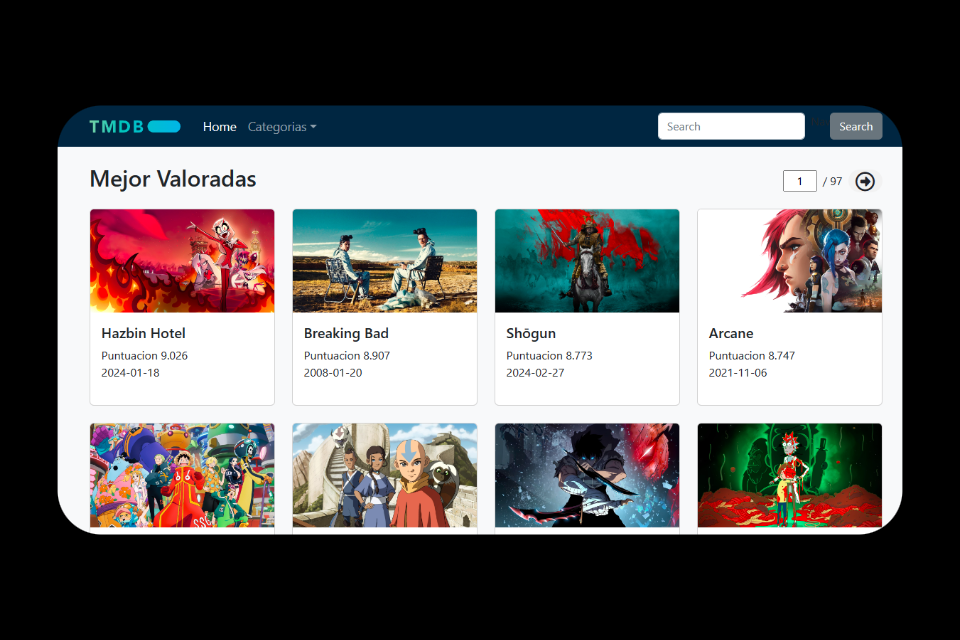 TMDB Home Categorias Search Search
Mejor Valoradas
1 / 97
Hazbin Hotel
Puntuacion 9.026
2024-01-18
Breaking Bad
Puntuacion 8.907
2008-01-20
Shōgun
Puntuacion 8.773
2024-02-27
Arcane
Puntuacion 8.747
2021-11-06